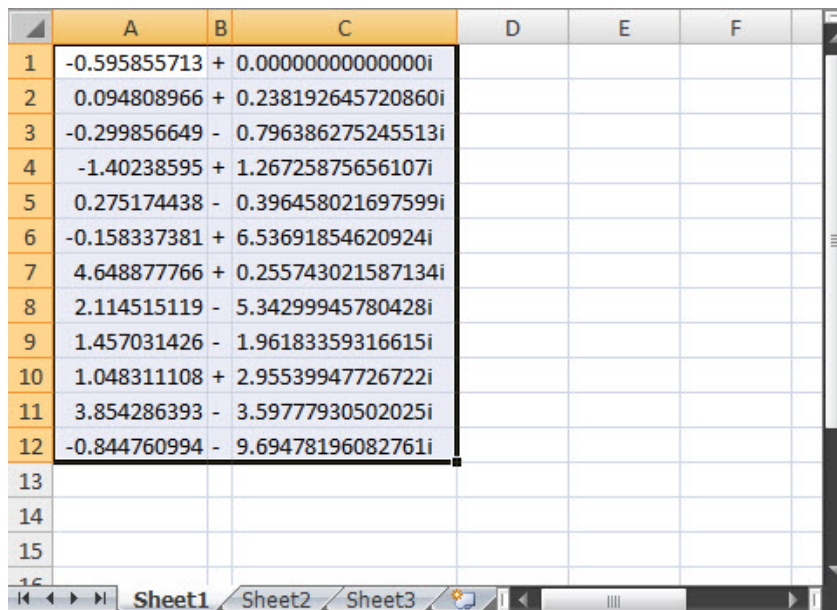 A B C D E F
1 -0.595855713 + 0.00000000000000i
2 0.094808966 + 0.238192645720860i
3 -0.299856649 - 0.796386275245513i
4 -1.40238595 + 1.26725875656107i
5 0.275174438 - 0.396458021697599i
6 -0.158337381 + 6.53691854620924i
7 4.648877766 + 0.255743021587134i
8 2.114515119 - 5.34299945780428i
9 1.457031426 - 1.96183359316615i
10 1.048311108 + 2.95539947726722i
11 3.854286393 - 3.59777930502025i
12 -0.844760994 - 9.69478196082761i
13
14
15
16
Sheet1 Sheet2 Sheet3